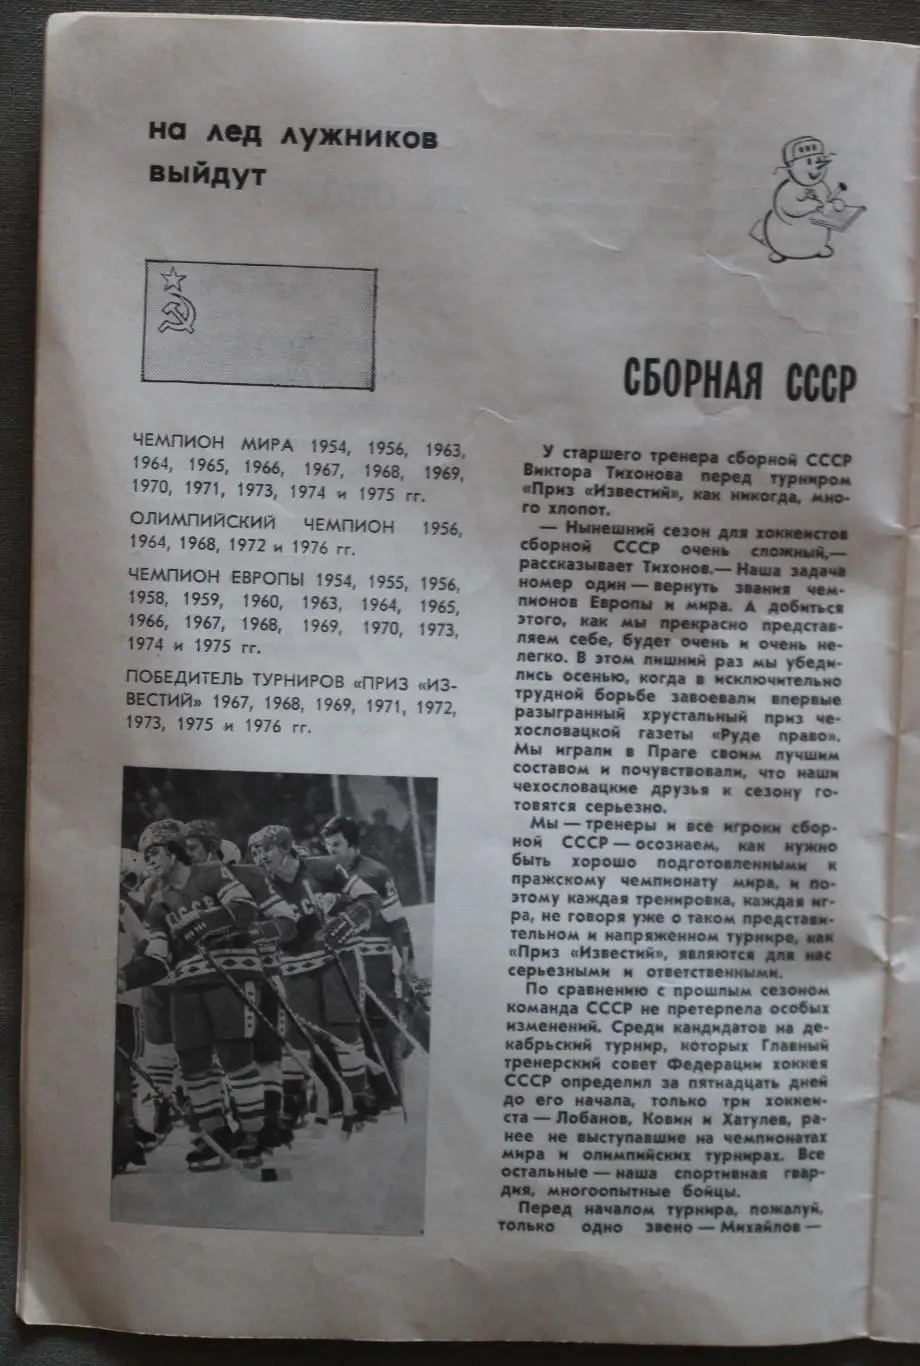 на лед лужников
выйдут
СБОРНАЯ СССР
ЧЕМПИОН МИРА 1954, 1956, 1963,
1964, 1965, 1966, 1967, 1968, 1969,
1970, 1971, 1973, 1974 и 1975 гг.
ОЛИМПИЙСКИЙ ЧЕМПИОН 1956,
1964, 1968, 1972 и 1976 гг.
ЧЕМПИОН ЕВРОПЫ 1954, 1955, 1956,
1958, 1959, 1960, 1963, 1964, 1965,
1966, 1967, 1968, 1969, 1970, 1973,
1974 и 1975 гг.
ПОБЕДИТЕЛЬ ТУРНИРОВ «ПРИЗ «ИЗ-
ВЕСТИЙ» 1967, 1968, 1969, 1971, 1972,
1973, 1975 и 1976 гг.
СССР
У старшего тренера сборной СССР
Виктора Тихонова перед турниром
«Приз «Известий», как никогда, мно-
го хлопот.
— Нынешний сезон для хоккеистов
сборной СССР очень сложный,—
рассказывает Тихонов.— Наша задача
номер один — вернуть звания чем-
пионов Европы и мира. А добиться
этого, как мы прекрасно представ-
ляем себе, будет очень и очень не-
легко. В этом лишний раз мы убеди-
лись осенью, когда в исключительно
трудной борьбе завоевали впервые
разыгранный хрустальный приз че-
хословацкой газеты «Руде право».
Мы играли в Праге своим лучшим
составом и почувствовали, что наши
чехословацкие друзья к сезону го-
товятся серьезно.
Мы — тренеры и все игроки сбор-
ной СССР — осознаем, как нужно
быть хорошо подготовленными к
пражскому чемпионату мира, и по-
этому каждая тренировка, каждая иг-
ра, не говоря уже о таком представи-
тельном и напряженном турнире, как
«Приз «Известий», являются для нас
серьезными и ответственными.
По сравнению с прошлым сезоном
команда СССР не претерпела особых
изменений. Среди кандидатов на де-
кабрьский турнир, которых Главный
тренерский совет Федерации хоккея
СССР определил за пятнадцать дней
до его начала, только три хоккеи-
ста — Лобанов, Ковин и Хатулев, ра-
нее не выступавшие на чемпионатах
мира и олимпийских турнирах. Все
остальные — наша спортивная гвар-
дия, многоопытные бойцы.
Перед началом турнира, пожалуй,
только одно звено — Михайлов —